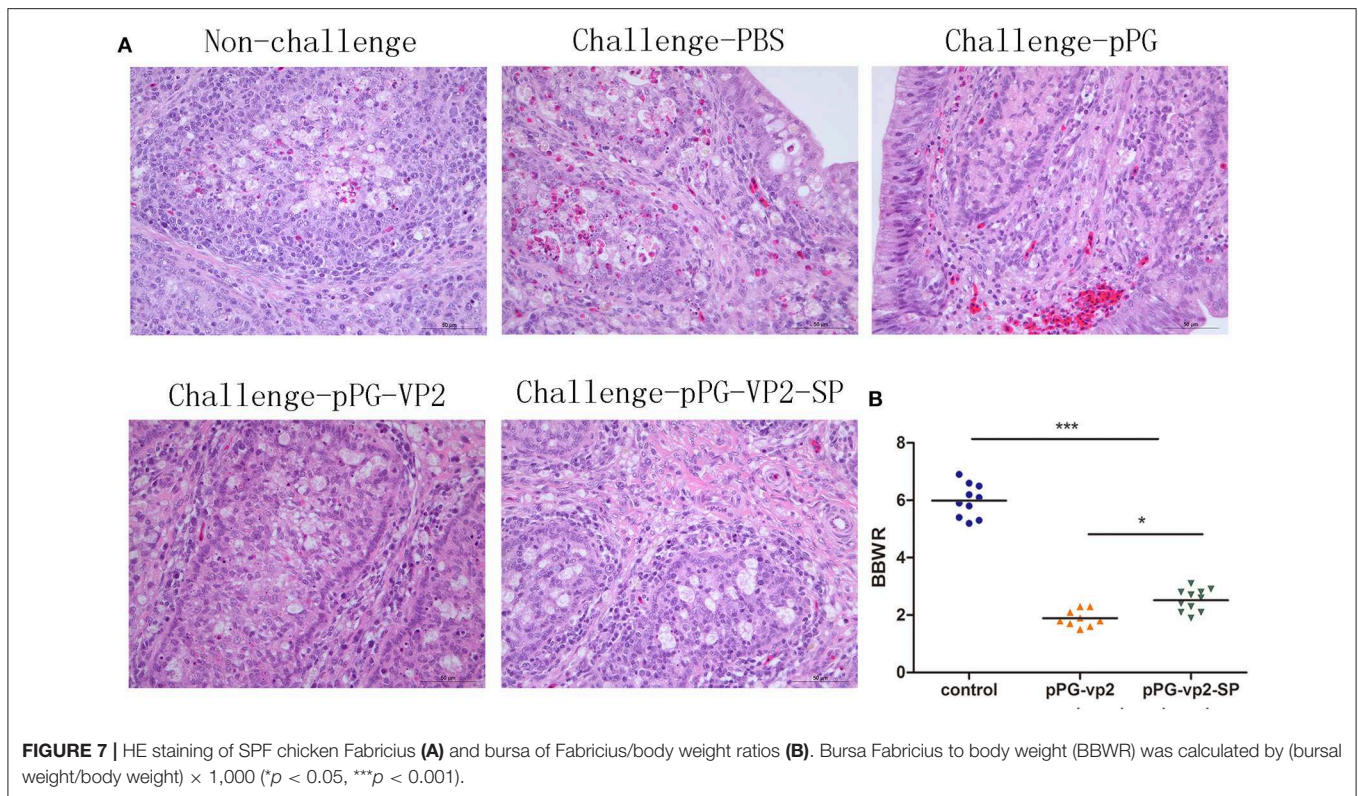 A
Non-challenge
Challenge-PBS
Challenge-pPG
50 μm
50 μm
50 μm
Challenge-pPG-VP2
Challenge-pPG-VP2-SP
50 μm
50 μm
B
***
*
BBWR
8
6
4
2
0
control
pPG-vp2
pPG-vp2-SP
FIGURE 7 | HE staining of SPF chicken Fabricius (A) and bursa of Fabricius/body weight ratios (B). Bursa Fabricius to body weight (BBWR) was calculated by (bursal
weight/body weight) × 1,000 (*p < 0.05, ***p < 0.001).